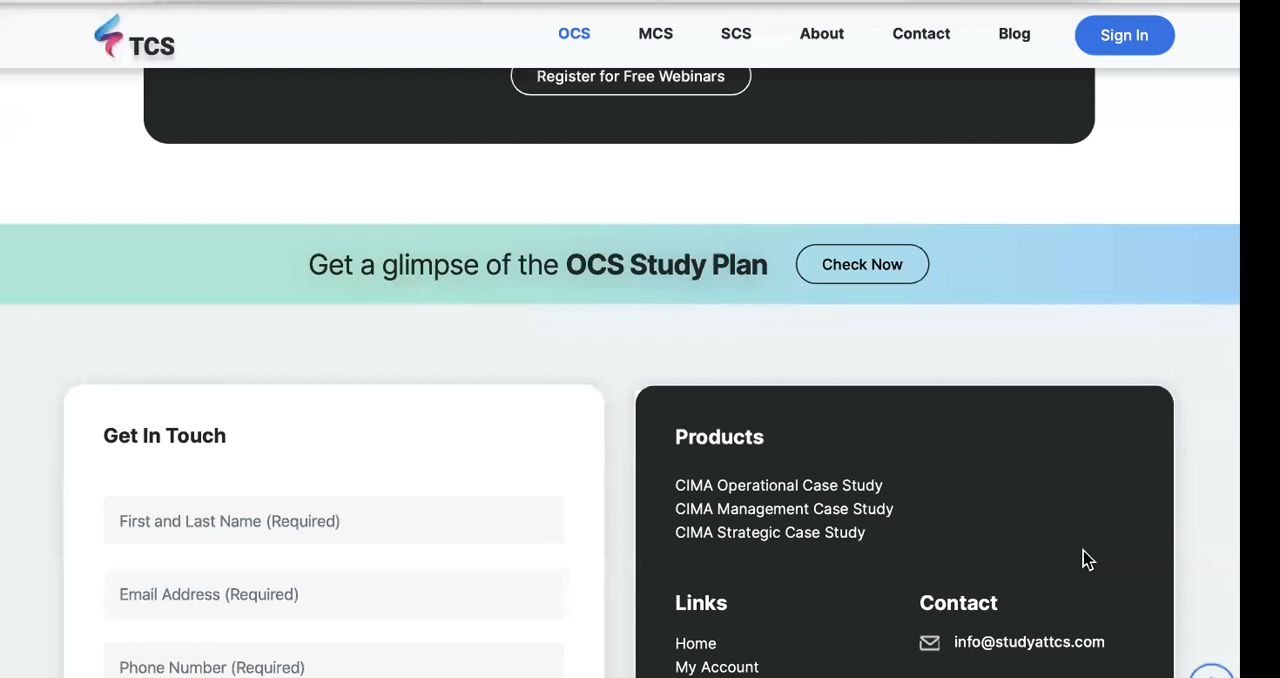 TCS
OCS
MCS
SCS
About
Contact
Blog
Sign In
Register for Free Webinars
Get a glimpse of the OCS Study Plan
Check Now
Get In Touch
First and Last Name (Required)
Email Address (Required)
Phone Number (Required)
Products
CIMA Operational Case Study
CIMA Management Case Study
CIMA Strategic Case Study
Links
Home
My Account
Contact
info@studyattcs.com